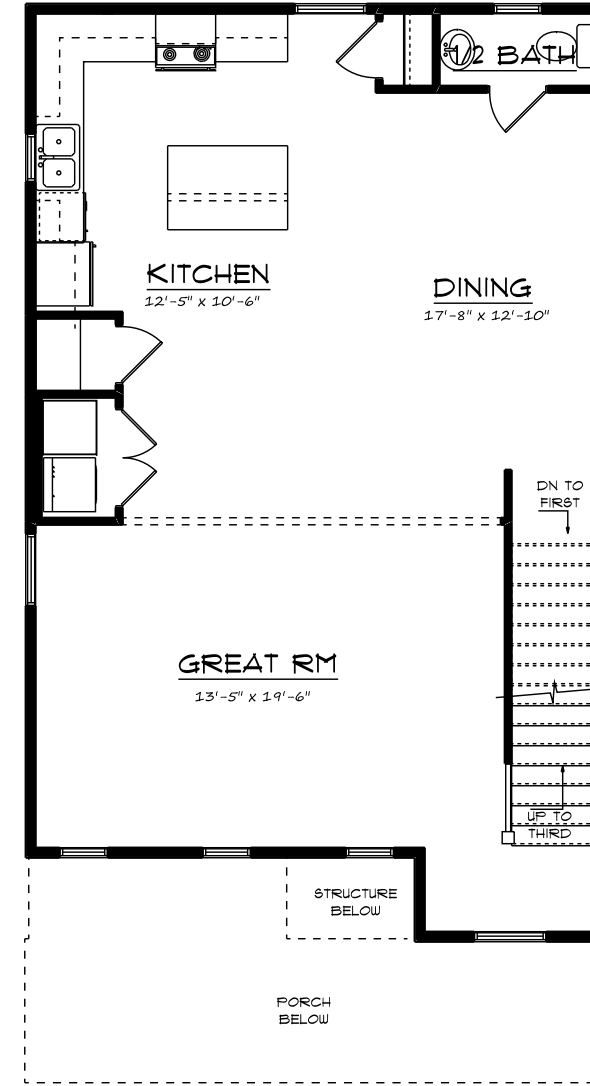 1/2 BATH
KITCHEN
12'-5" x 10'-6"
DINING
17'-8" x 12'-10"
DN TO
FIRST
GREAT RM
13'-5" x 19'-6"
UP TO
THIRD
STRUCTURE
BELOW
PORCH
BELOW